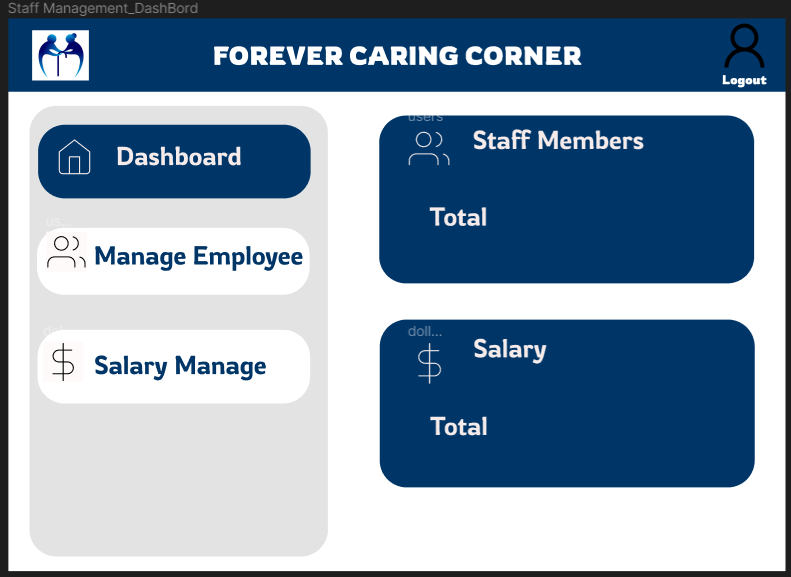 Staff Management_DashBord
FOREVER CARING CORNER
Logout
Dashboard
us...
Manage Employee
Salary Manage
users
Staff Members
Total
doll...
Salary
Total